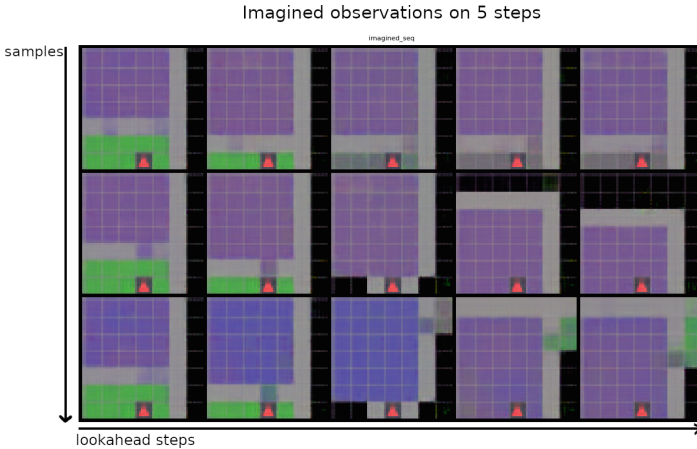 Imagined observations on 5 steps
imagined_seq
samples
lookahead steps